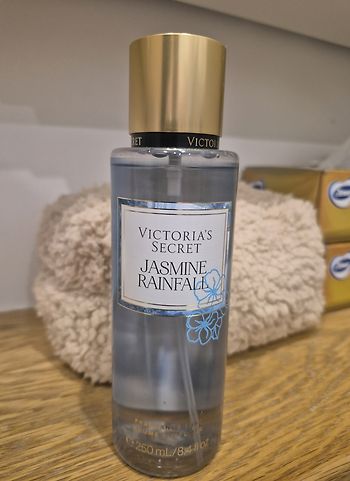 VICTORIA'S
SECRET
JASMINE
RAINFALL
℮ 250 mL/8.4 fl oz